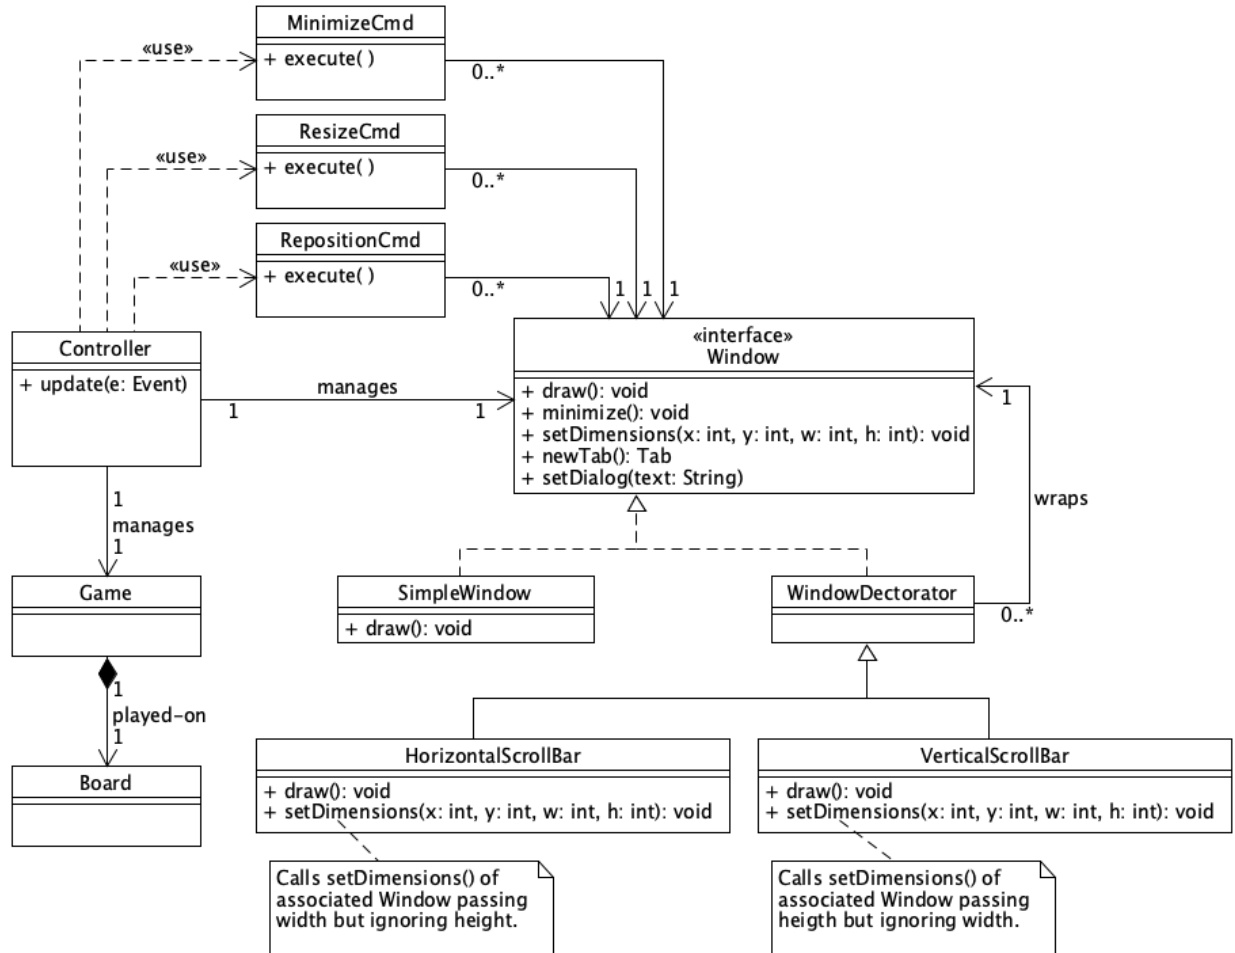 MinimizeCmd
+ execute( )
«use»
0..*
ResizeCmd
+ execute( )
«use»
0..*
RepositionCmd
+ execute( )
«use»
0..*
1
1
1
Controller
+ update(e: Event)
manages
1
1
«interface»
Window
+ draw(): void
+ minimize(): void
+ setDimensions(x: int, y: int, w: int, h: int): void
+ newTab(): Tab
+ setDialog(text: String)
1
wraps
0..*
1
manages
1
Game
1
played-on
1
Board
SimpleWindow
+ draw(): void
WindowDectorator
HorizontalScrollBar
+ draw(): void
+ setDimensions(x: int, y: int, w: int, h: int): void
VerticalScrollBar
+ draw(): void
+ setDimensions(x: int, y: int, w: int, h: int): void
Calls setDimensions() of
associated Window passing
width but ignoring height.
Calls setDimensions() of
associated Window passing
heigth but ignoring width.